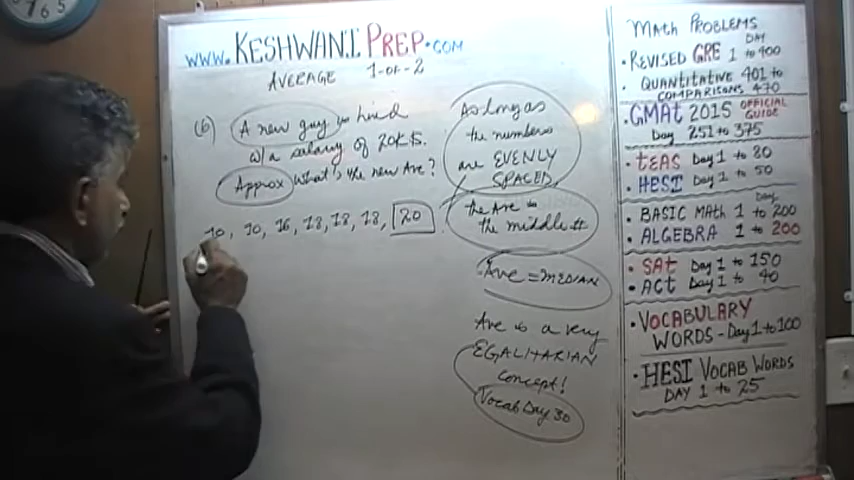 7 6 5
www.KESHWANI PREP.COM
AVERAGE 1-OF-2
(6) A new guy is hired
w/ a salary of 20K$.
Approx What's the new Ave?
10, 10, 16, 18, 18, 18, 20
As long as
the numbers
are EVENLY
SPACED,
the Ave is
the middle #
Ave = MEDIAN
Ave is a very
EGALITARIAN
concept!
Vocab Day 30
MATH PROBLEMS
DAY
• REVISED GRE 1 to 400
• QUANTITATIVE 401 to
COMPARISONS 470
• GMAT 2015 OFFICIAL
GUIDE
Day 251 to 375
• TEAS Day 1 to 80
• HESI Day 1 to 50
Day
• BASIC MATH 1 to 200
• ALGEBRA 1 to 200
• SAT Day 1 to 150
• ACT Day 1 to 40
• VOCABULARY
WORDS - Day 1 to 100
• HESI VOCAB WORDS
DAY 1 to 25